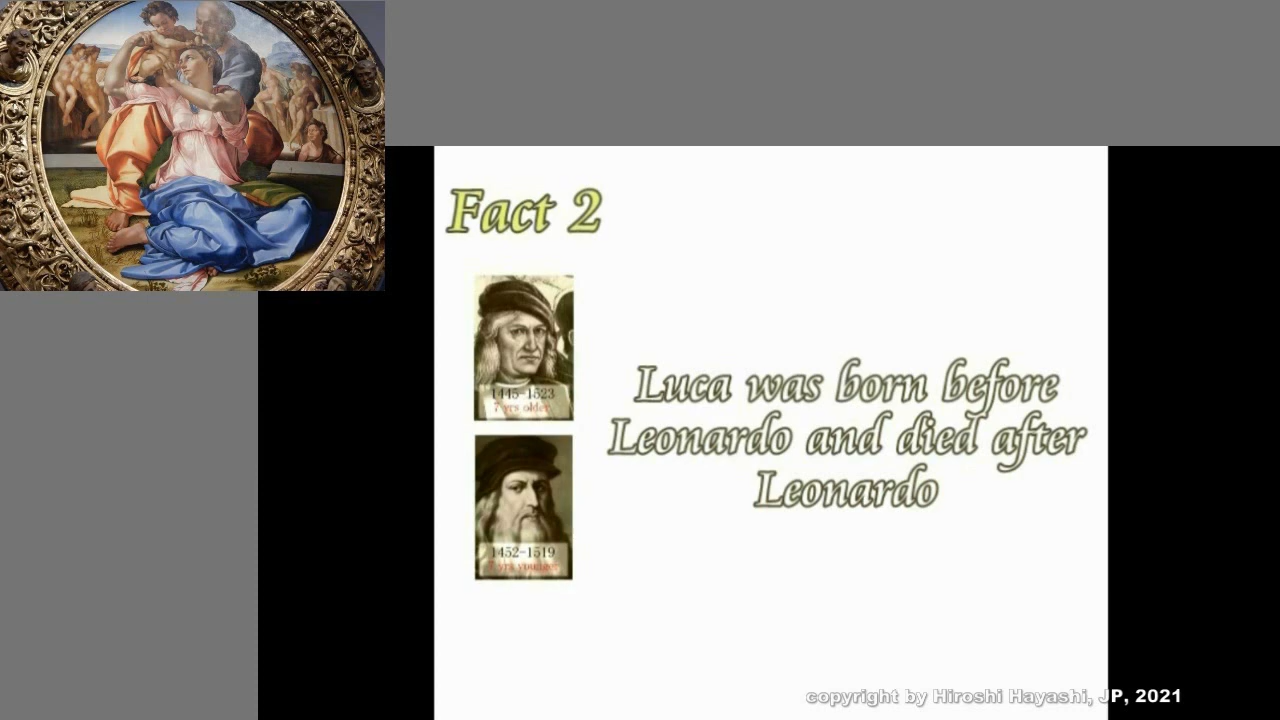 Fact 2
1445-1523
7 yrs older
Luca was born before
Leonardo and died after
Leonardo
1452-1519
7 yrs younger
copyright by Hiroshi Hayashi, JP, 2021